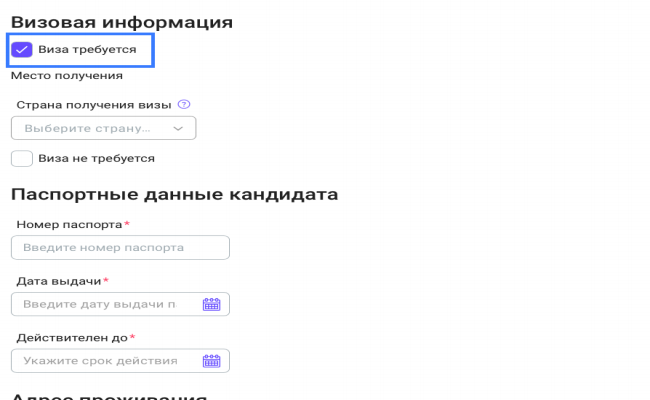 Визовая информация
Виза требуется
Место получения
Страна получения визы ?
Выберите страну...
Виза не требуется
Паспортные данные кандидата
Номер паспорта*
Введите номер паспорта
Дата выдачи*
Введите дату выдачи п
Действителен до*
Укажите срок действия
Адрес проживания